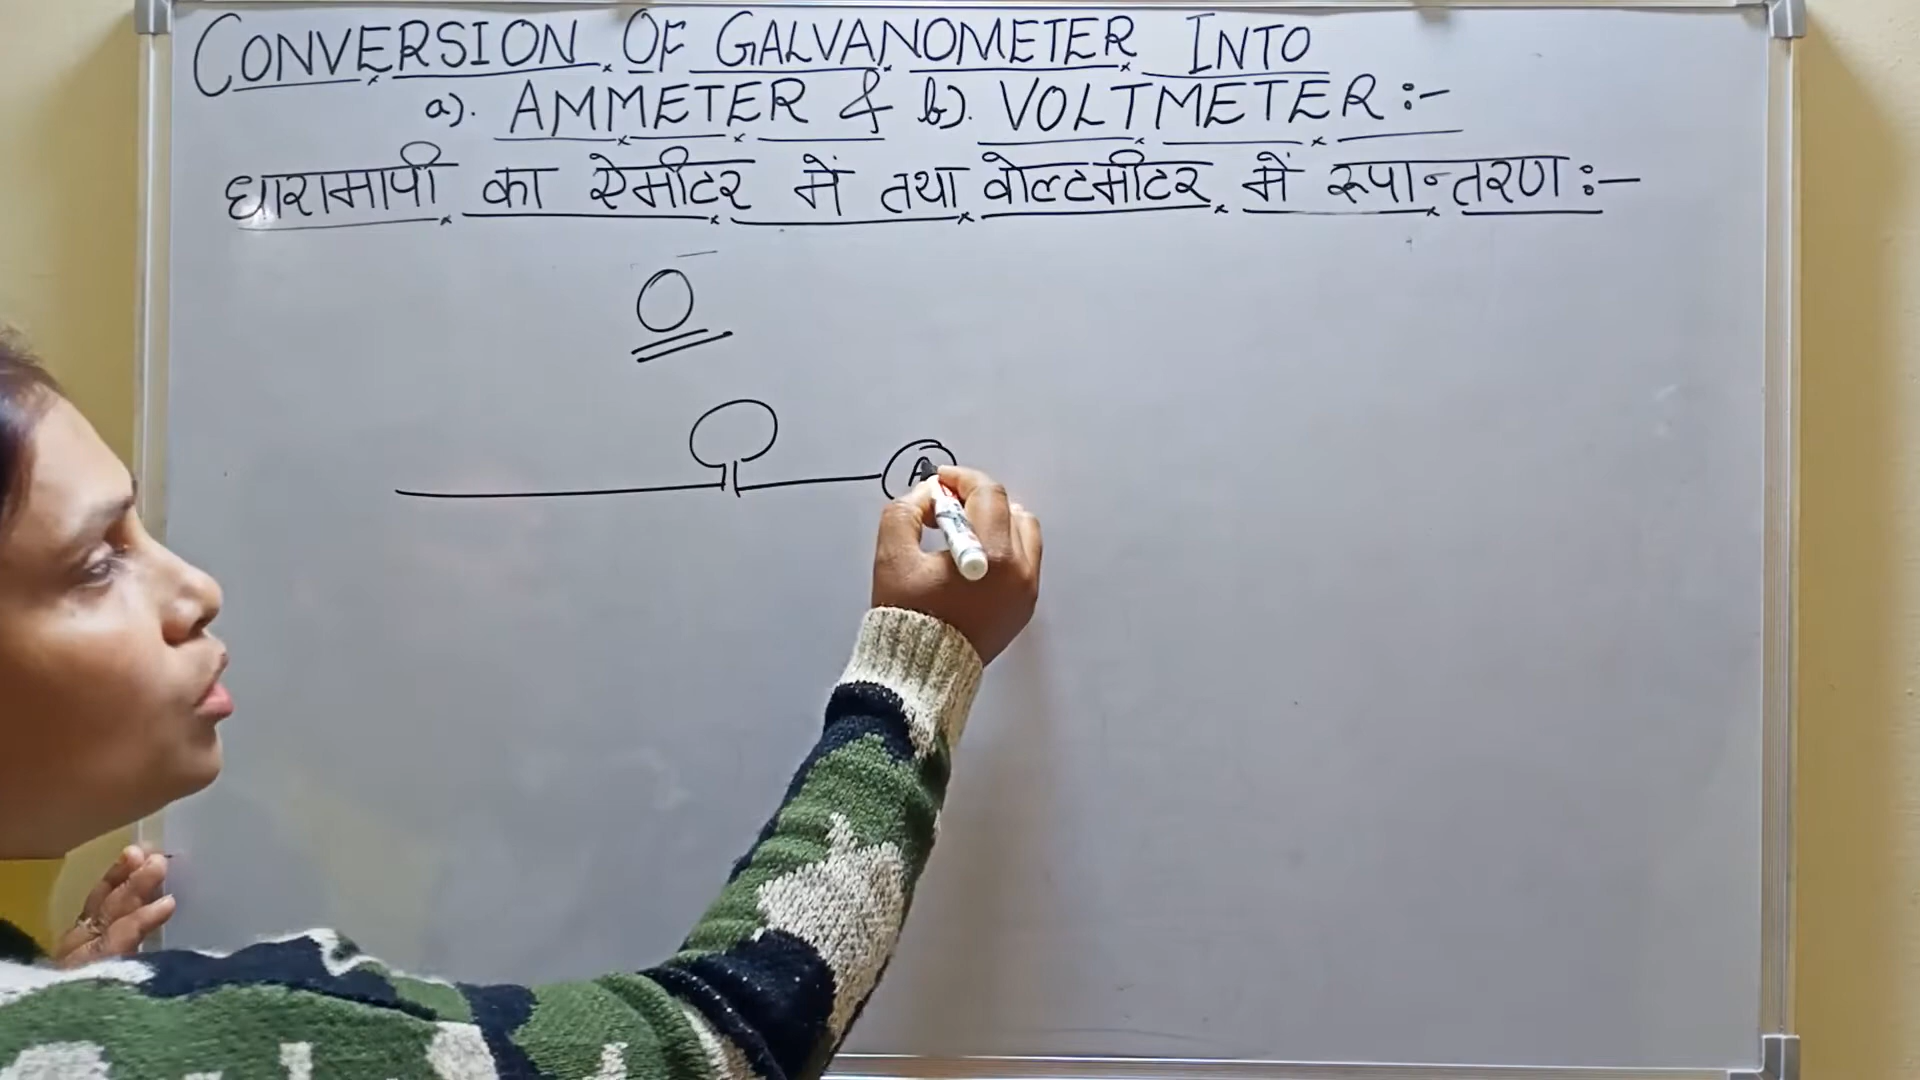 CONVERSION OF GALVANOMETER INTO
a). AMMETER & b). VOLTMETER:-
धारामापी का ऐमीटर में तथा वोल्टमीटर में रूपान्तरण:-
A